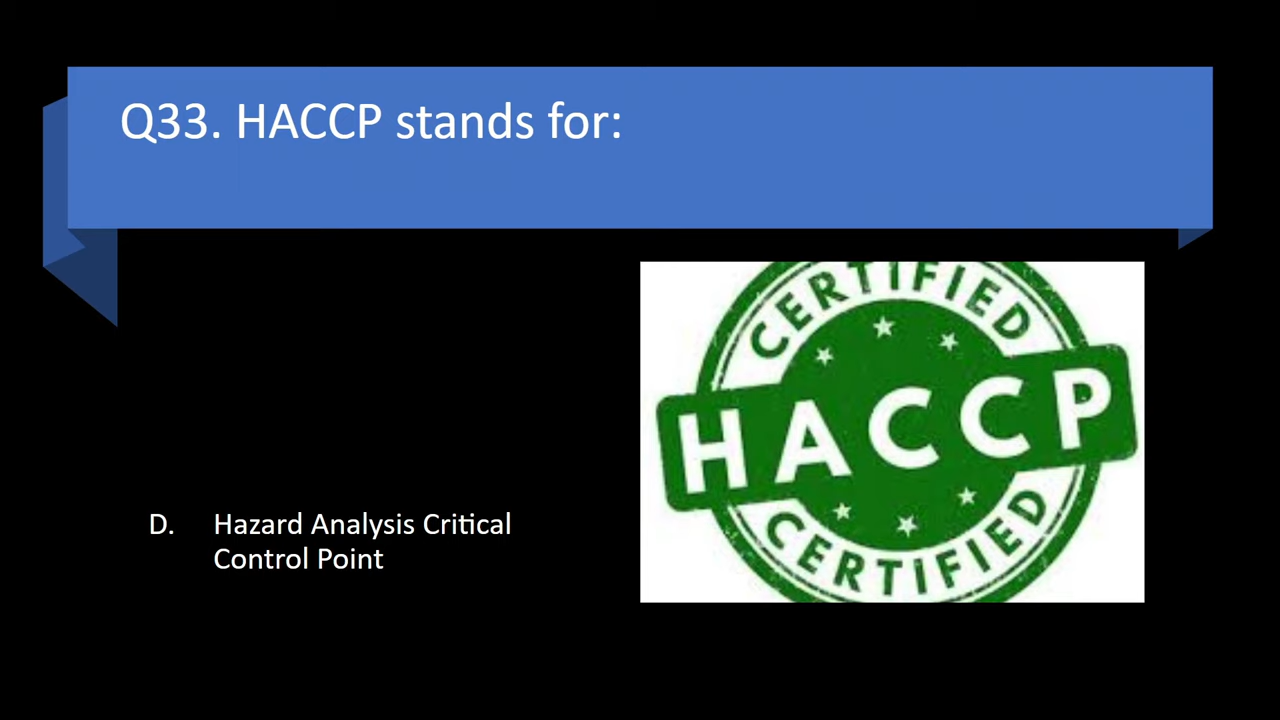 Q33. HACCP stands for:
CERTIFIED
HACCP
CERTIFIED
D. Hazard Analysis Critical
Control Point